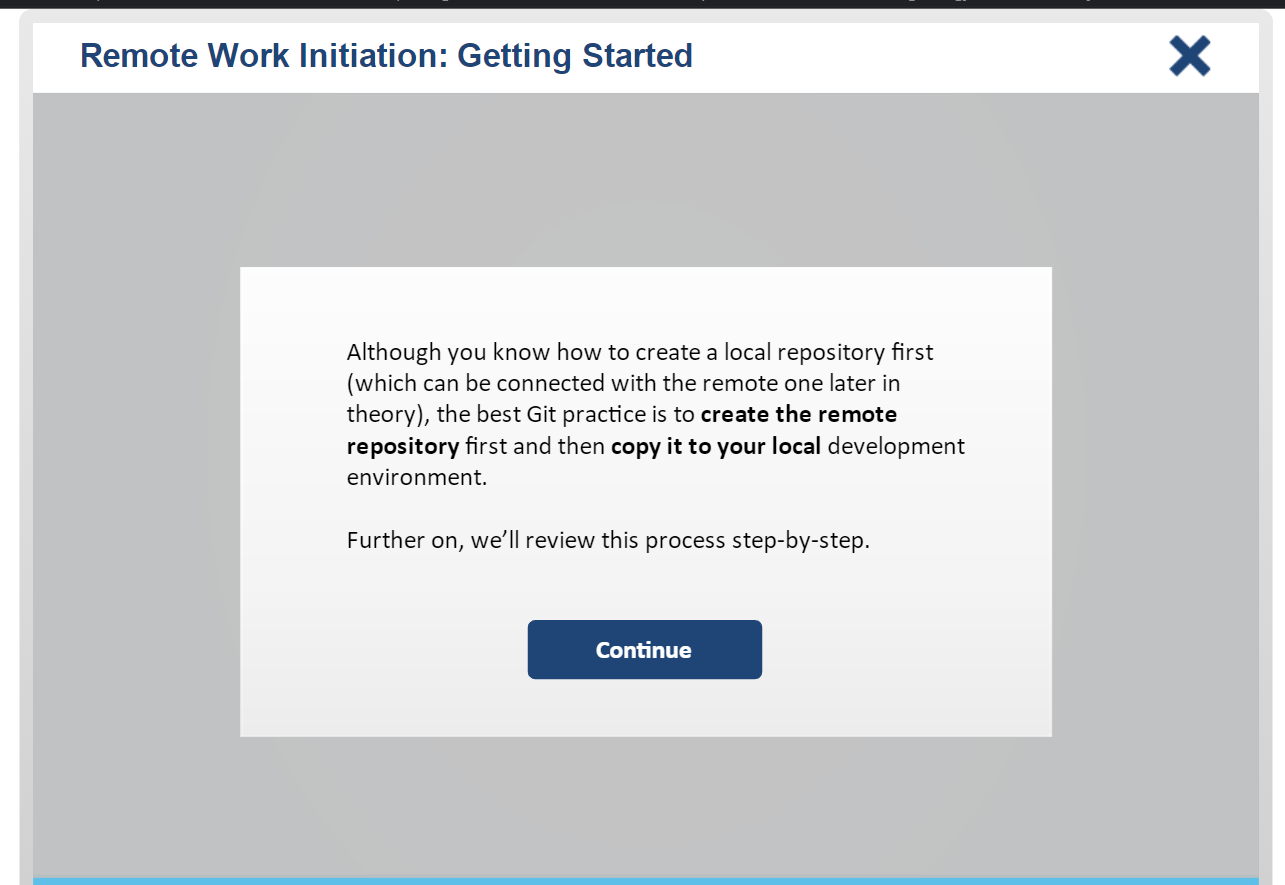 Remote Work Initiation: Getting Started
Although you know how to create a local repository first
(which can be connected with the remote one later in
theory), the best Git practice is to create the remote
repository first and then copy it to your local development
environment.
Further on, we’ll review this process step-by-step.
Continue